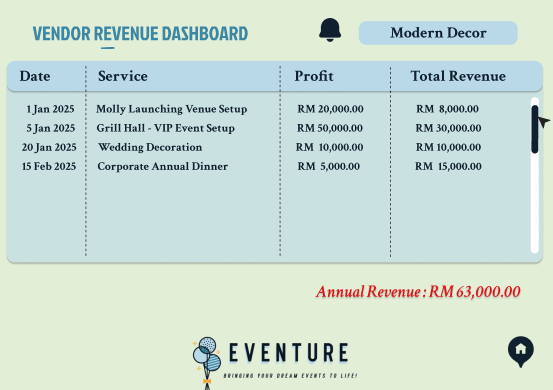 VENDOR REVENUE DASHBOARD
Modern Decor
Date Service Profit Total Revenue
1 Jan 2025 Molly Launching Venue Setup RM 20,000.00 RM 8,000.00
5 Jan 2025 Grill Hall - VIP Event Setup RM 50,000.00 RM 30,000.00
20 Jan 2025 Wedding Decoration RM 10,000.00 RM 10,000.00
15 Feb 2025 Corporate Annual Dinner RM 5,000.00 RM 15,000.00
Annual Revenue : RM 63,000.00
EVENTURE
BRINGING YOUR DREAM EVENTS TO LIFE!